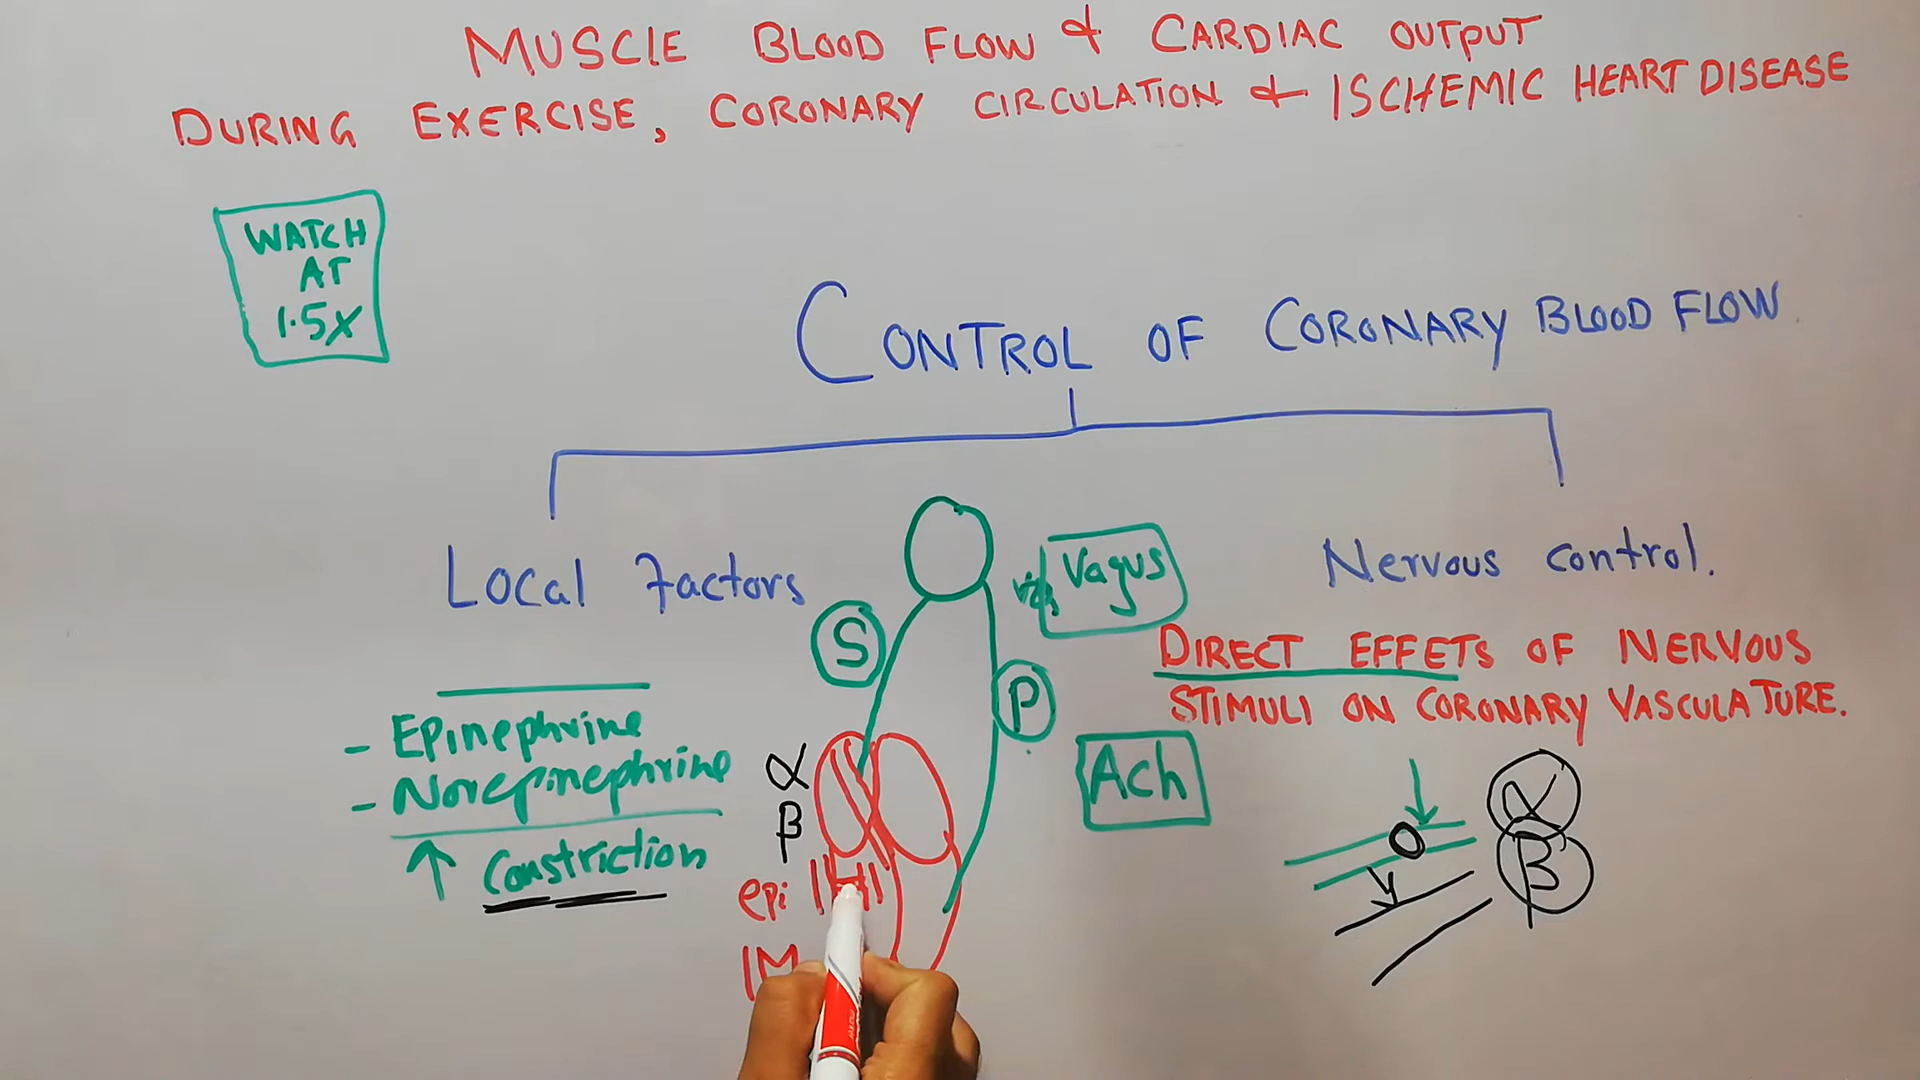 MUSCLE BLOOD FLOW & CARDIAC OUTPUT
DURING EXERCISE, CORONARY CIRCULATION & ISCHEMIC HEART DISEASE
WATCH
AT
1.5X
CONTROL OF CORONARY BLOOD FLOW
Local Factors
Nervous control.
Vagus
S
P
DIRECT EFFETS OF NERVOUS
STIMULI ON CORONARY VASCULATURE.
- Epinephrine
- Norepinephrine
↑ Constriction
α
β
epi
IM
Ach
α
β